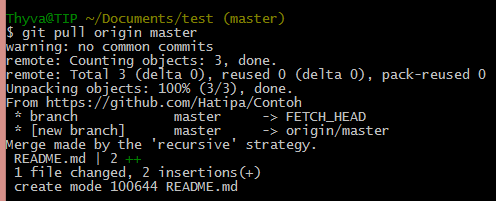 Thyva@TIP ~/Documents/test (master)
$ git pull origin master
warning: no common commits
remote: Counting objects: 3, done.
remote: Total 3 (delta 0), reused 0 (delta 0), pack-reused 0
Unpacking objects: 100% (3/3), done.
From https://github.com/Hatipa/Contoh
 * branch            master     -> FETCH_HEAD
 * [new branch]      master     -> origin/master
Merge made by the 'recursive' strategy.
 README.md | 2 ++
 1 file changed, 2 insertions(+)
 create mode 100644 README.md